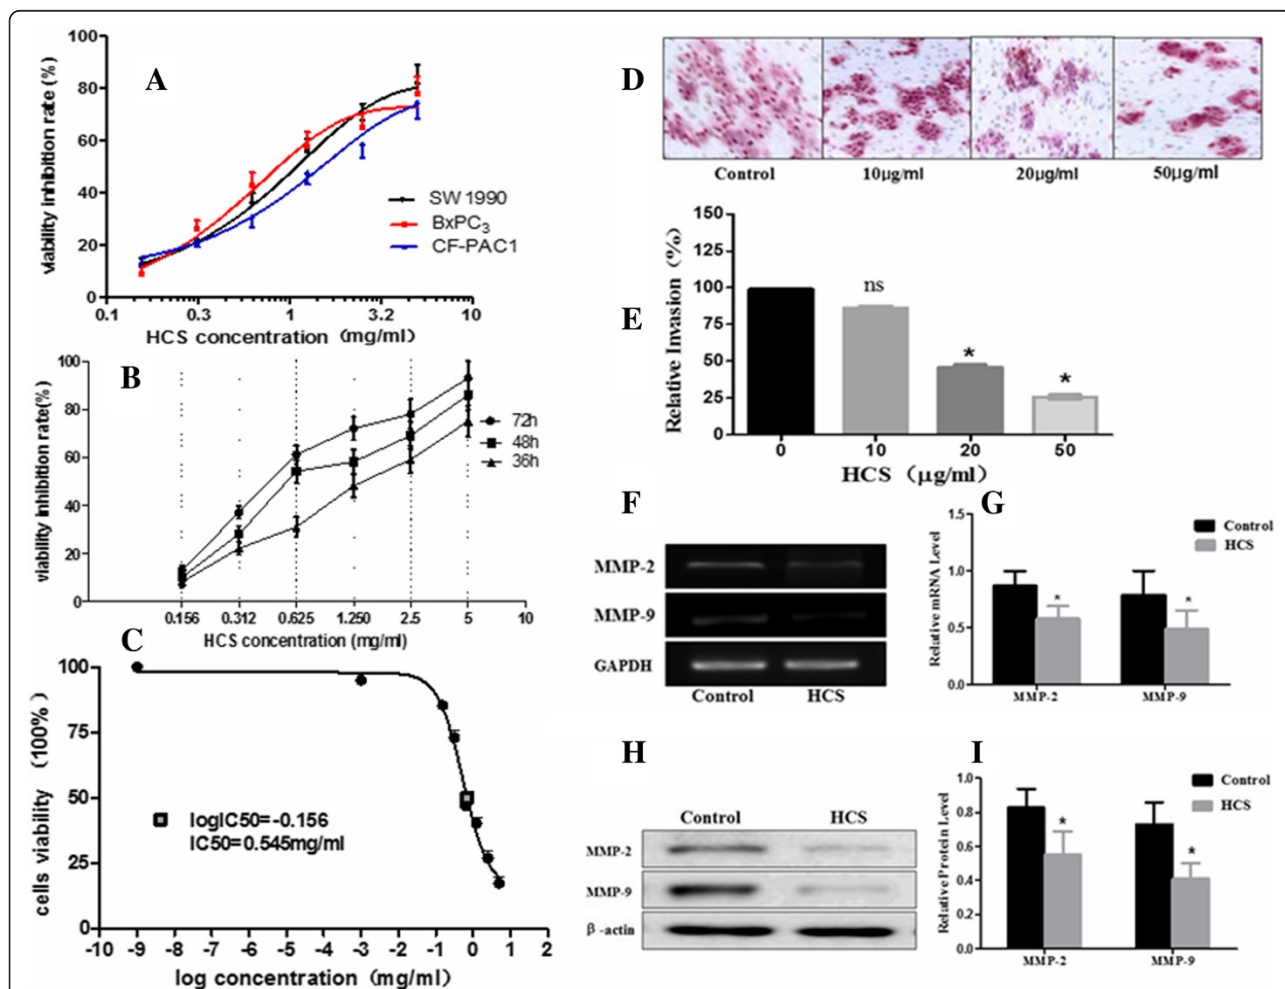 A
viability inhibition rate (%)
100
80
60
40
20
0
SW 1990
BxPC3
CF-PAC1
0.1 0.3 1 3.2 10
HCS concentration (mg/ml)
B
viability inhibition rate(%)
100
80
60
40
20
0
72h
48h
36h
0.156 0.312 0.625 1.250 2.5 5 10
HCS concentration (mg/ml)
C
cells viability (100%)
100
75
50
25
0
logIC50=-0.156
IC50=0.545mg/ml
-10 -9 -8 -7 -6 -5 -4 -3 -2 -1 0 1 2
log concentration (mg/ml)
D
Control 10μg/ml 20μg/ml 50μg/ml
E
Relative Invasion (%)
150
125
100
75
50
25
0
ns
*
*
0 10 20 50
HCS (μg/ml)
F
MMP-2
MMP-9
GAPDH
Control HCS
G
Relative mRNA Level
1.5
1.0
0.5
0.0
Control
HCS
*
*
MMP-2 MMP-9
H
Control HCS
MMP-2
MMP-9
β-actin
I
Relative Protein Level
1.0
0.8
0.6
0.4
0.2
0.0
Control
HCS
*
*
MMP-2 MMP-9